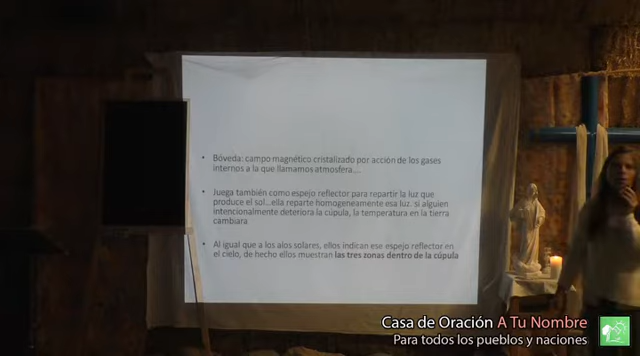 • Bóveda: campo magnético cristalizado por acción de los gases
internos a la que llamamos atmosfera….
• Juega también como espejo reflector para repartir la luz que
produce el sol…ella reparte homogeneamente esa luz. si alguien
intencionalmente deteriora la cúpula, la temperatura en la tierra
cambiara
• Al igual que a los alos solares, ellos indican ese espejo reflector en
el cielo, de hecho ellos muestran las tres zonas dentro de la cúpula
Casa de Oración A Tu Nombre
Para todos los pueblos y naciones